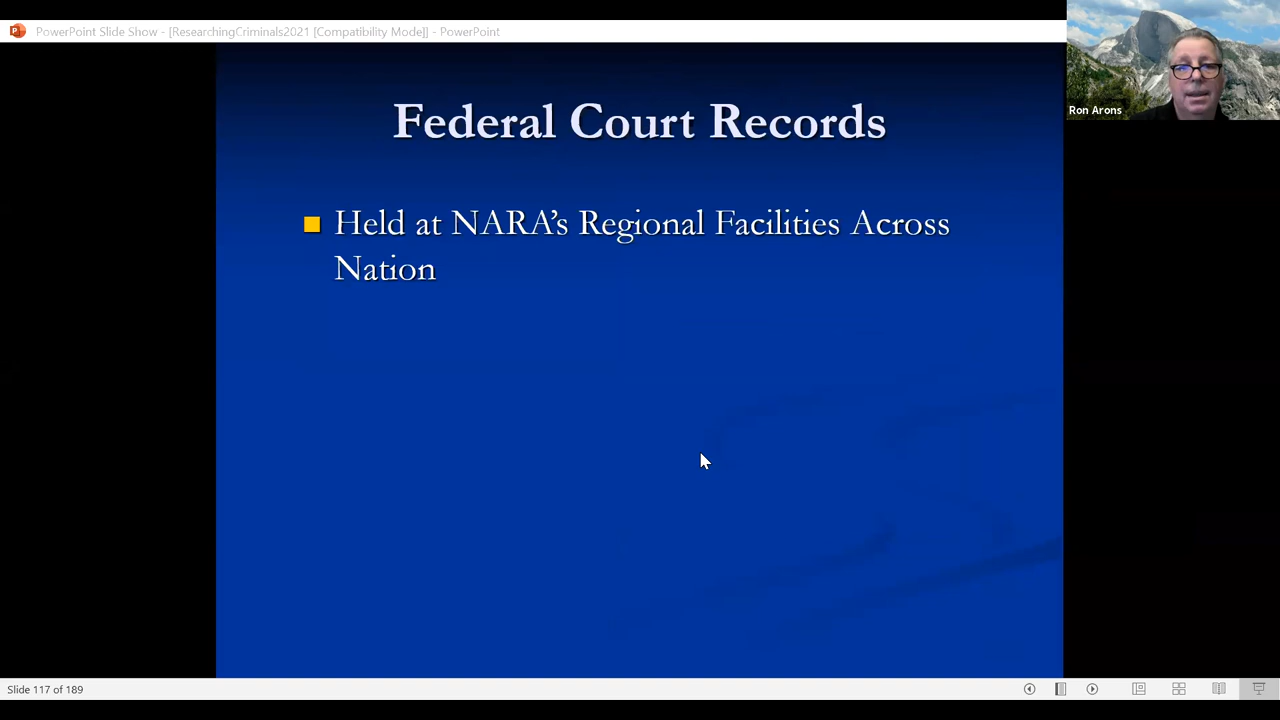 PowerPoint Slide Show - [ResearchingCriminals2021 [Compatibility Mode]] - PowerPoint
Ron Arons
Federal Court Records
Held at NARA's Regional Facilities Across
Nation
Slide 117 of 189